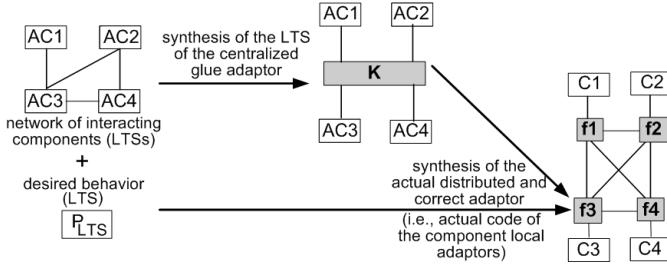 AC1 AC2
AC3 AC4
network of interacting
components (LTSs)
+
desired behavior
(LTS)
PLTS
synthesis of the LTS
of the centralized
glue adaptor
AC1 AC2
K
AC3 AC4
synthesis of the
actual distributed and
correct adaptor
(i.e., actual code of
the component local
adaptors)
C1 C2
f1 f2
f3 f4
C3 C4